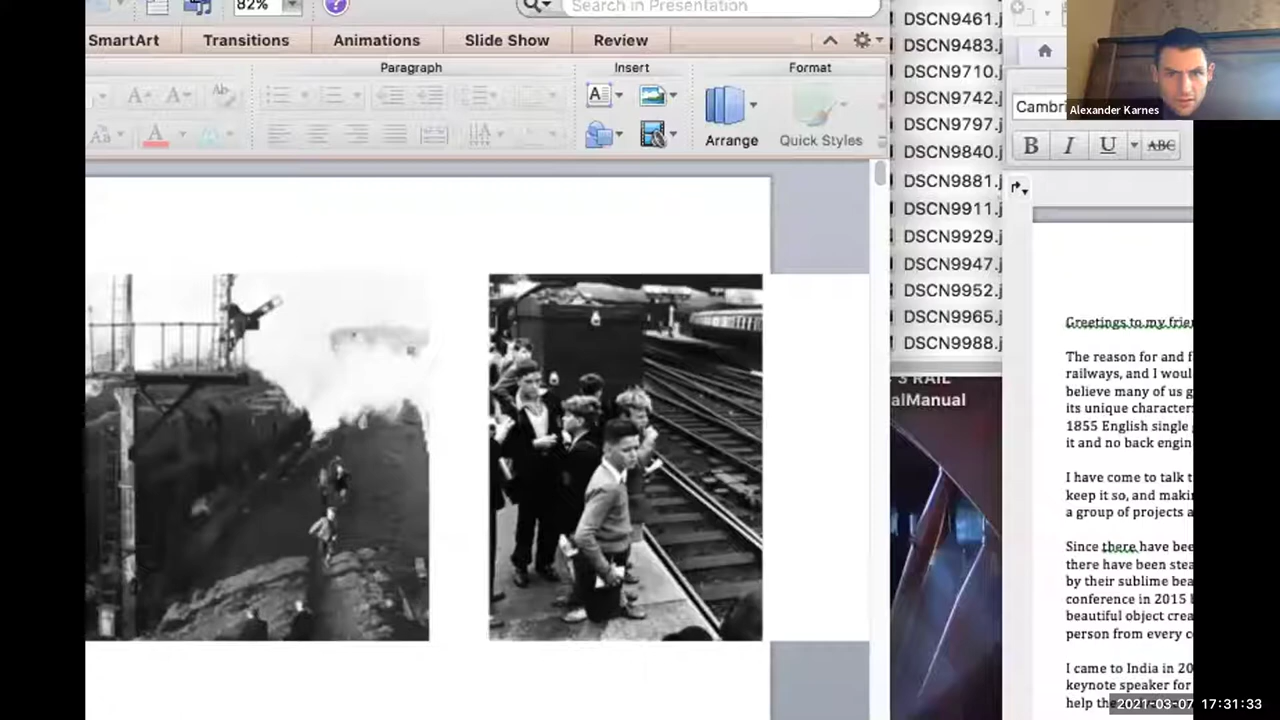 82%
Search in Presentation
SmartArt
Transitions
Animations
Slide Show
Review
Paragraph
Insert
Format
Arrange
Quick Styles
DSCN9461.j
DSCN9483.j
DSCN9710.j
DSCN9742.j
DSCN9797.j
DSCN9840.j
DSCN9881.j
DSCN9911.j
DSCN9929.j
DSCN9947.j
DSCN9952.j
DSCN9965.j
DSCN9988.j
3 RAIL
alManual
Alexander Karnes
Cambri
B I U ABC
Greetings to my frie
The reason for and f
railways, and I woul
believe many of us g
its unique character
1855 English single
it and no back engin
I have come to talk t
keep it so, and makin
a group of projects a
Since there have bee
there have been stea
by their sublime bea
conference in 2015
beautiful object crea
person from every c
I came to India in 20
keynote speaker for
help the
2021-03-07 17:31:33